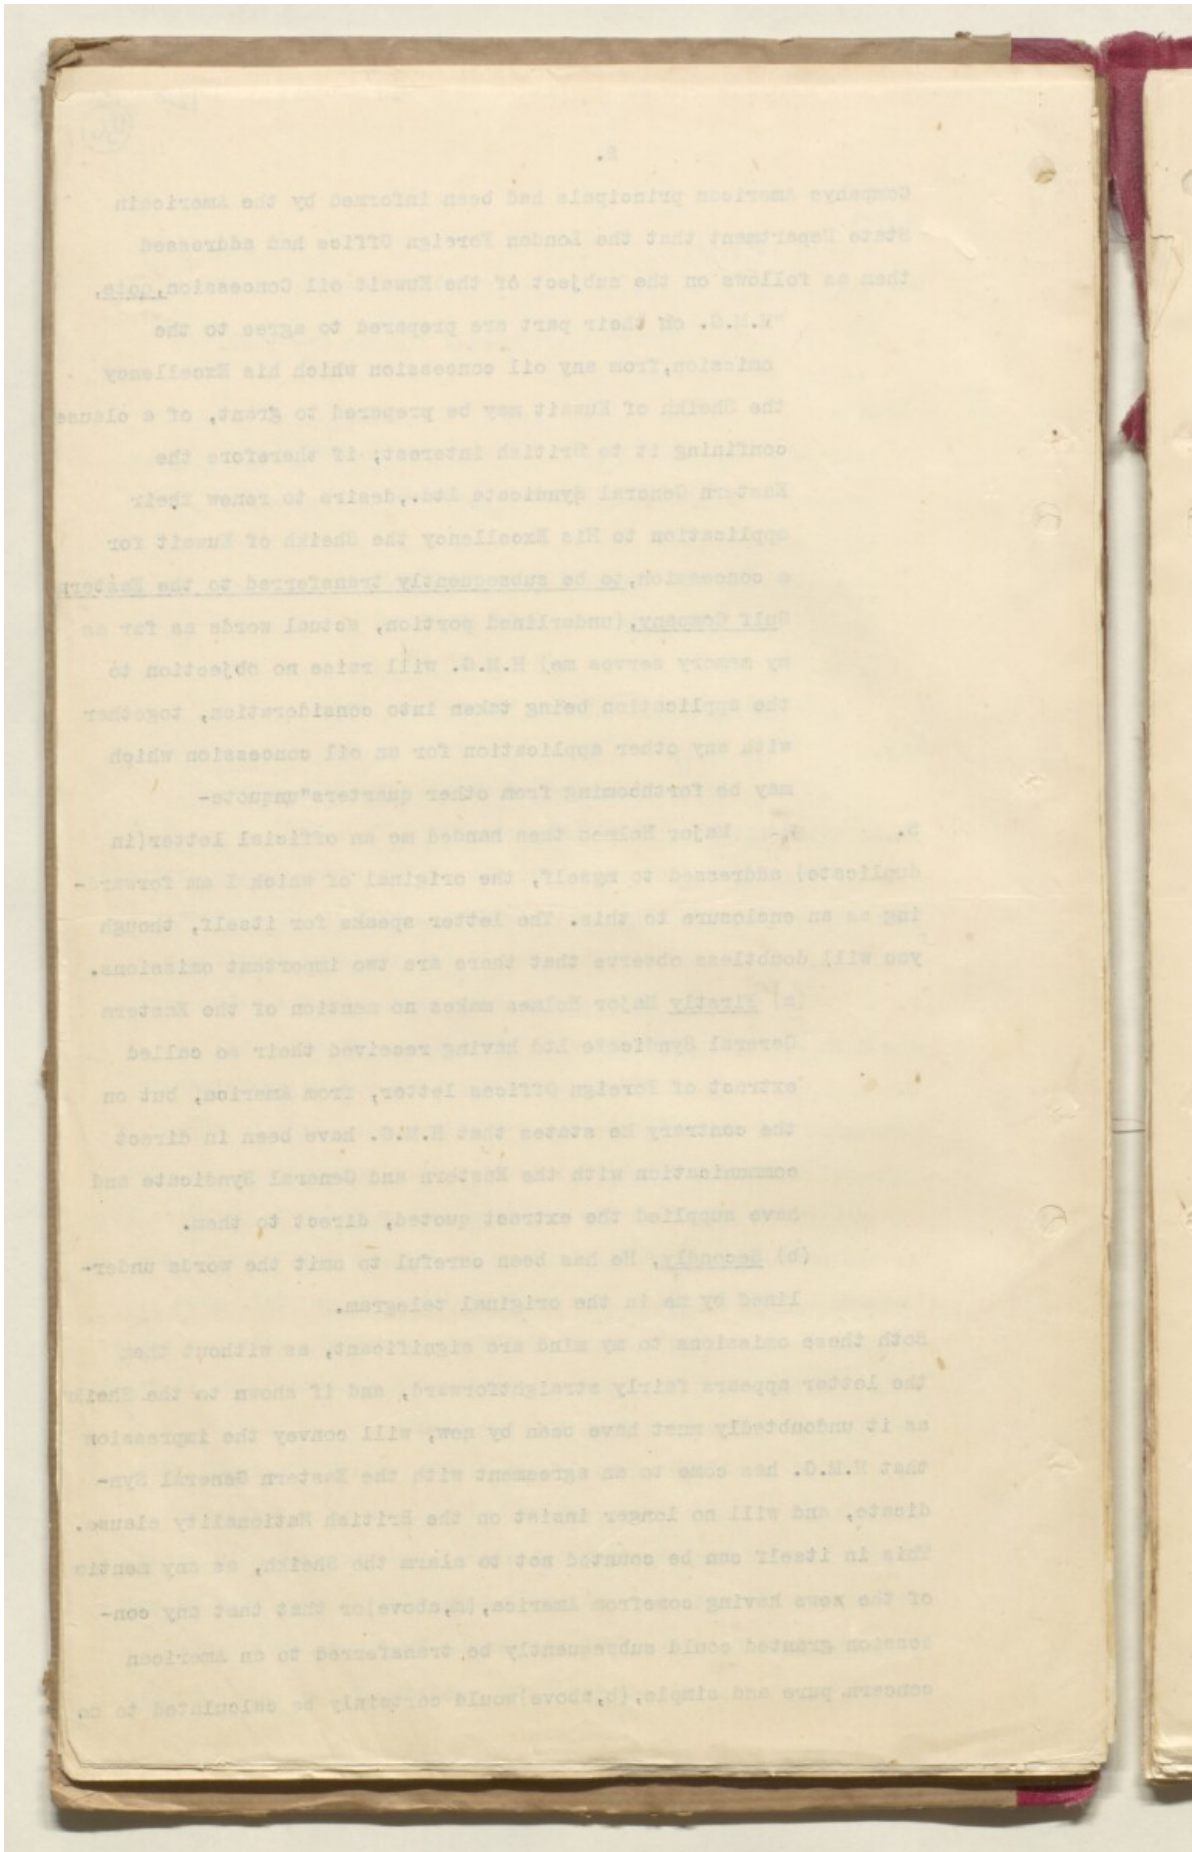 2.
Companys American principals had been informed by the American
State Department that the London Foreign Office had addressed
them as follows on the subject of the Kuwait oil Concession, qote.
"H.M.G. on their part are prepared to agree to the
omission, from any oil concession which his Excellency
the Sheikh of Kuwait may be prepared to grant, of a clause
confining it to British interest; if therefore the
Eastern General Syndicate ltd., desire to renew their
application to His Excellency the Sheikh of Kuwait for
a concession, to be subsequently transferred to the Eastern
Gulf Company, (underlined portion, actual words as far as
my memory serves me) H.M.G. will raise no objection to
the application being taken into consideration, together
with any other application for an oil concession which
may be forthcoming from other quarters" unquote-
Major Holmes then handed me an official letter (in
duplicate) addressed to myself, the original of which I am forward-
ing as an enclosure to this. The letter speaks for itself, though
you will doubtless observe that there are two important omissions.
(a) Firstly Major Holmes makes no mention of the Eastern
General Syndicate Ltd having received their so called
extract of Foreign Offices letter, from America, but on
the contrary he states that H.M.G. have been in direct
communication with the Eastern and General Syndicate and
have supplied the extract quoted, direct to them.
(b) Secondly, He has been careful to omit the words under-
lined by me in the original telegram.
Both these omissions to my mind are significant, as without them
the letter appears fairly straightforward, and if shown to the Sheikh
as it undoubtedly must have been by now, will convey the impression
that H.M.G. has come to an agreement with the Eastern General Syn-
dicate, and will no longer insist on the British Nationality clause.
This in itself can be counted not to alarm the Sheikh, as any mentio
of the news having come from America, (a, above) or that any con-
cession granted could subsequently be transferred to an American
concern pure and simple, (b, above) would certainly be calculated to